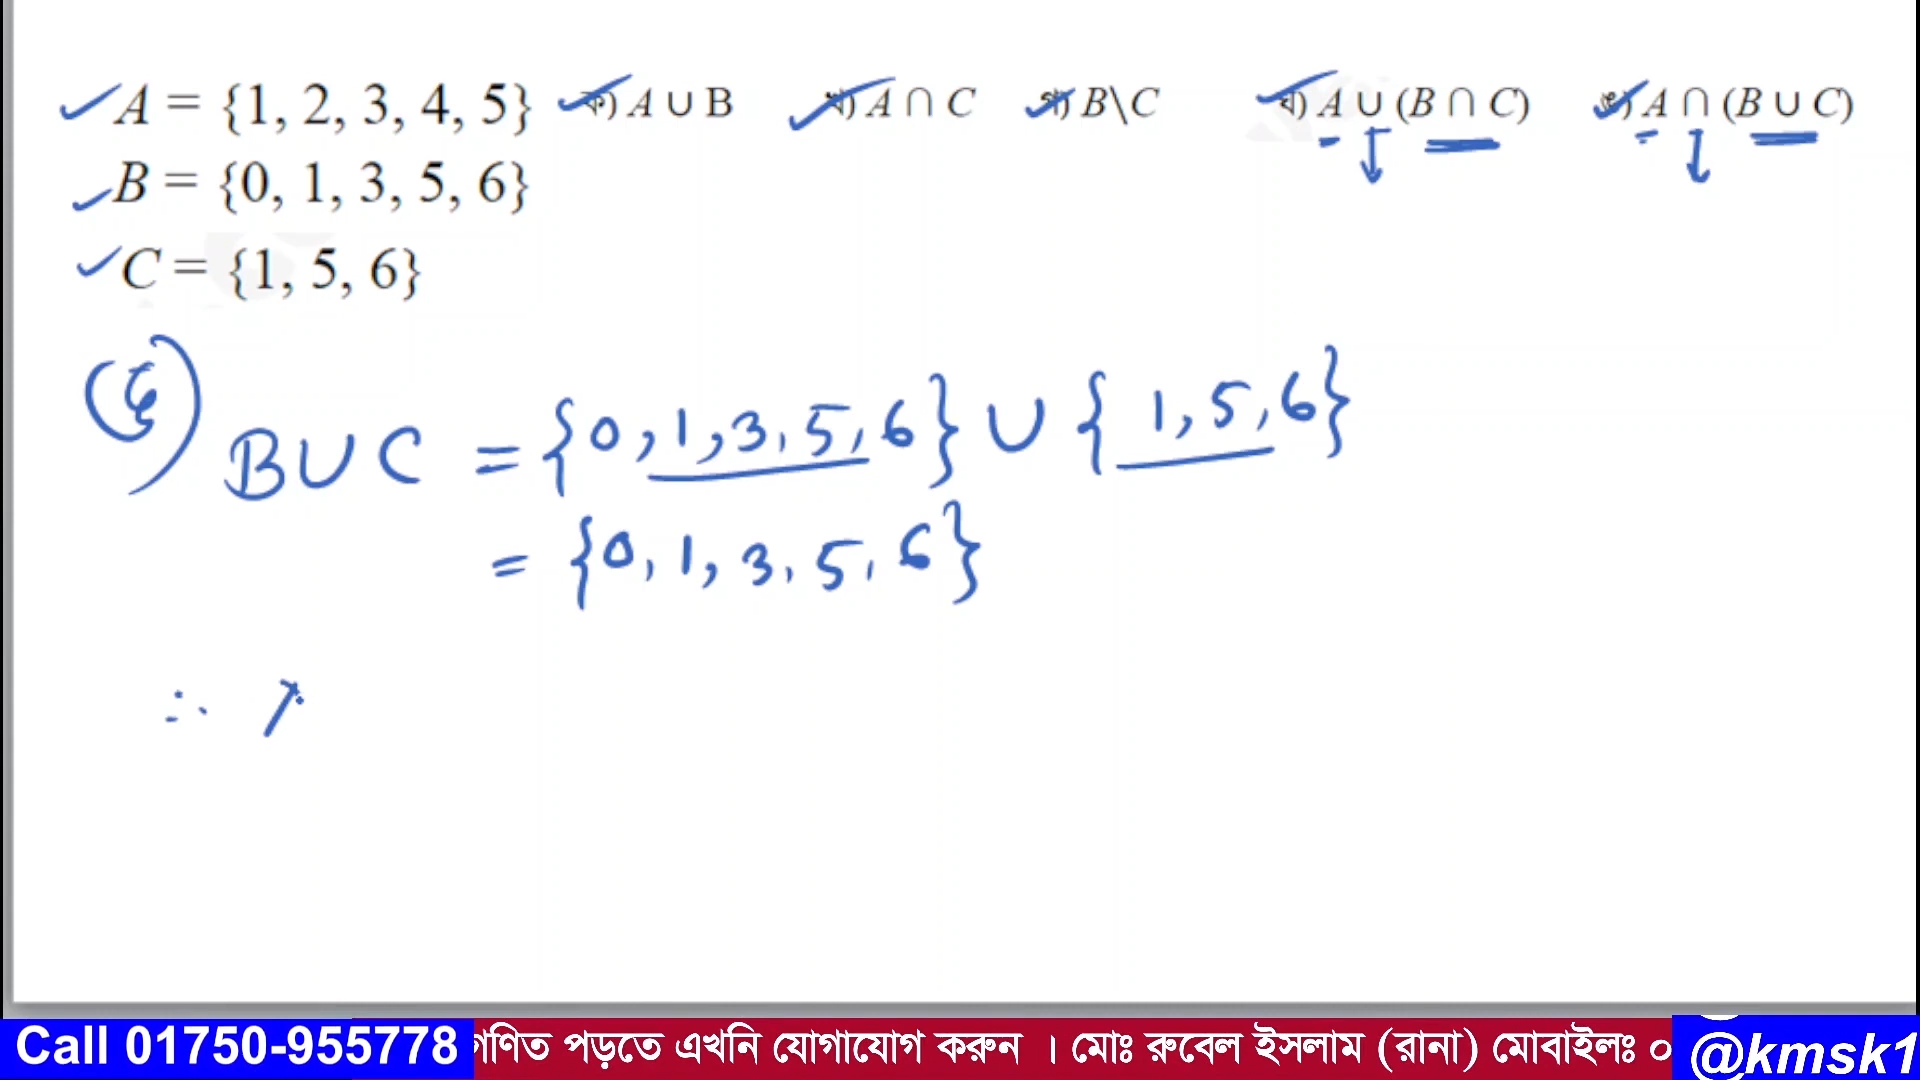 A = {1, 2, 3, 4, 5} ক) A ∪ B খ) A ∩ C গ) B\C ঘ) A ∪ (B ∩ C) ঙ) A ∩ (B ∪ C)
B = {0, 1, 3, 5, 6}
C = {1, 5, 6}
(ঙ) B ∪ C = {0, 1, 3, 5, 6} ∪ {1, 5, 6}
= {0, 1, 3, 5, 6}
∴
Call 01750-955778 গণিত পড়তে এখনি যোগাযোগ করুন । মোঃ রুবেল ইসলাম (রানা) মোবাইলঃ ০ @kmsk1